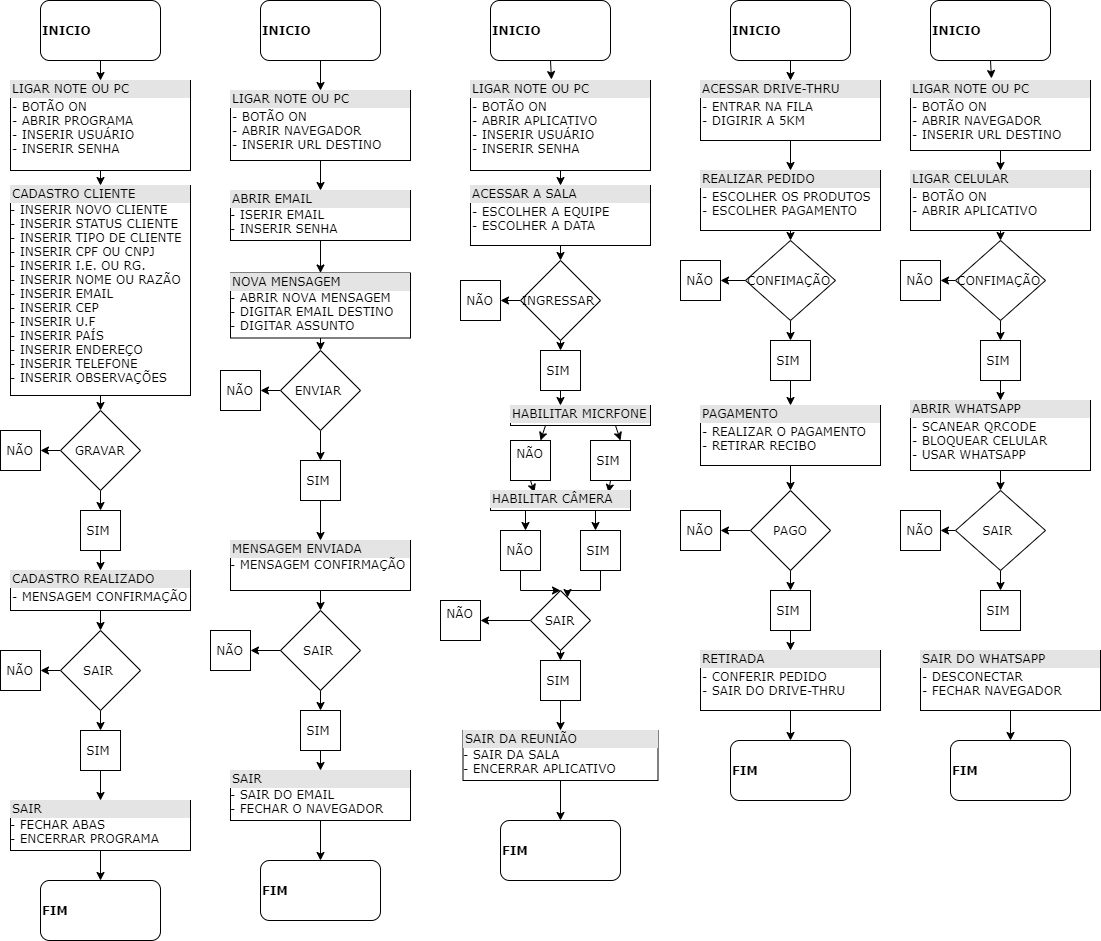 INICIO
LIGAR NOTE OU PC
- BOTÃO ON
- ABRIR PROGRAMA
- INSERIR USUÁRIO
- INSERIR SENHA
CADASTRO CLIENTE
- INSERIR NOVO CLIENTE
- INSERIR STATUS CLIENTE
- INSERIR TIPO DE CLIENTE
- INSERIR CPF OU CNPJ
- INSERIR I.E. OU RG.
- INSERIR NOME OU RAZÃO
- INSERIR EMAIL
- INSERIR CEP
- INSERIR U.F
- INSERIR PAÍS
- INSERIR ENDEREÇO
- INSERIR TELEFONE
- INSERIR OBSERVAÇÕES
GRAVAR
NÃO
SIM
CADASTRO REALIZADO
- MENSAGEM CONFIRMAÇÃO
SAIR
NÃO
SIM
SAIR
- FECHAR ABAS
- ENCERRAR PROGRAMA
FIM
INICIO
LIGAR NOTE OU PC
- BOTÃO ON
- ABRIR NAVEGADOR
- INSERIR URL DESTINO
ABRIR EMAIL
- ISERIR EMAIL
- INSERIR SENHA
NOVA MENSAGEM
- ABRIR NOVA MENSAGEM
- DIGITAR EMAIL DESTINO
- DIGITAR ASSUNTO
ENVIAR
NÃO
SIM
MENSAGEM ENVIADA
- MENSAGEM CONFIRMAÇÃO
SAIR
NÃO
SIM
SAIR
- SAIR DO EMAIL
- FECHAR O NAVEGADOR
FIM
INICIO
LIGAR NOTE OU PC
- BOTÃO ON
- ABRIR APLICATIVO
- INSERIR USUÁRIO
- INSERIR SENHA
ACESSAR A SALA
- ESCOLHER A EQUIPE
- ESCOLHER A DATA
INGRESSAR
NÃO
SIM
HABILITAR MICRFONE
NÃO
SIM
HABILITAR CÂMERA
NÃO
SIM
SAIR
NÃO
SIM
SAIR DA REUNIÃO
- SAIR DA SALA
- ENCERRAR APLICATIVO
FIM
INICIO
ACESSAR DRIVE-THRU
- ENTRAR NA FILA
- DIGIRIR A 5KM
REALIZAR PEDIDO
- ESCOLHER OS PRODUTOS
- ESCOLHER PAGAMENTO
CONFIMAÇÃO
NÃO
SIM
PAGAMENTO
- REALIZAR O PAGAMENTO
- RETIRAR RECIBO
PAGO
NÃO
SIM
RETIRADA
- CONFERIR PEDIDO
- SAIR DO DRIVE-THRU
FIM
INICIO
LIGAR NOTE OU PC
- BOTÃO ON
- ABRIR NAVEGADOR
- INSERIR URL DESTINO
LIGAR CELULAR
- BOTÃO ON
- ABRIR APLICATIVO
CONFIMAÇÃO
NÃO
SIM
ABRIR WHATSAPP
- SCANEAR QRCODE
- BLOQUEAR CELULAR
- USAR WHATSAPP
SAIR
NÃO
SIM
SAIR DO WHATSAPP
- DESCONECTAR
- FECHAR NAVEGADOR
FIM